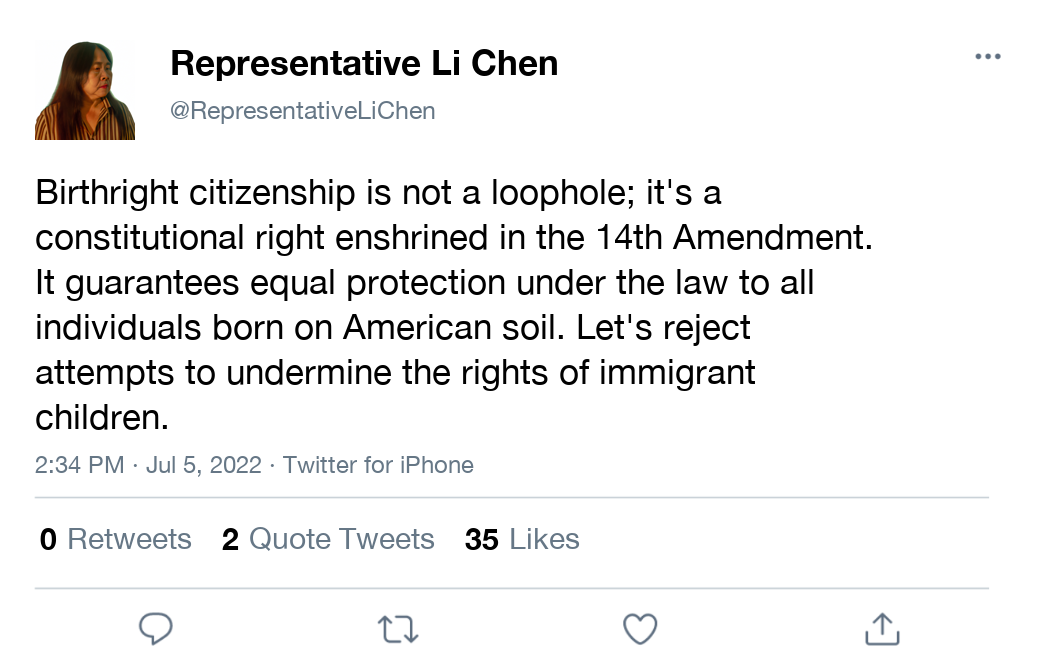 Representative Li Chen
@RepresentativeLiChen
Birthright citizenship is not a loophole; it's a
constitutional right enshrined in the 14th Amendment.
It guarantees equal protection under the law to all
individuals born on American soil. Let's reject
attempts to undermine the rights of immigrant
children.
2:34 PM · Jul 5, 2022 · Twitter for iPhone
0 Retweets 2 Quote Tweets 35 Likes